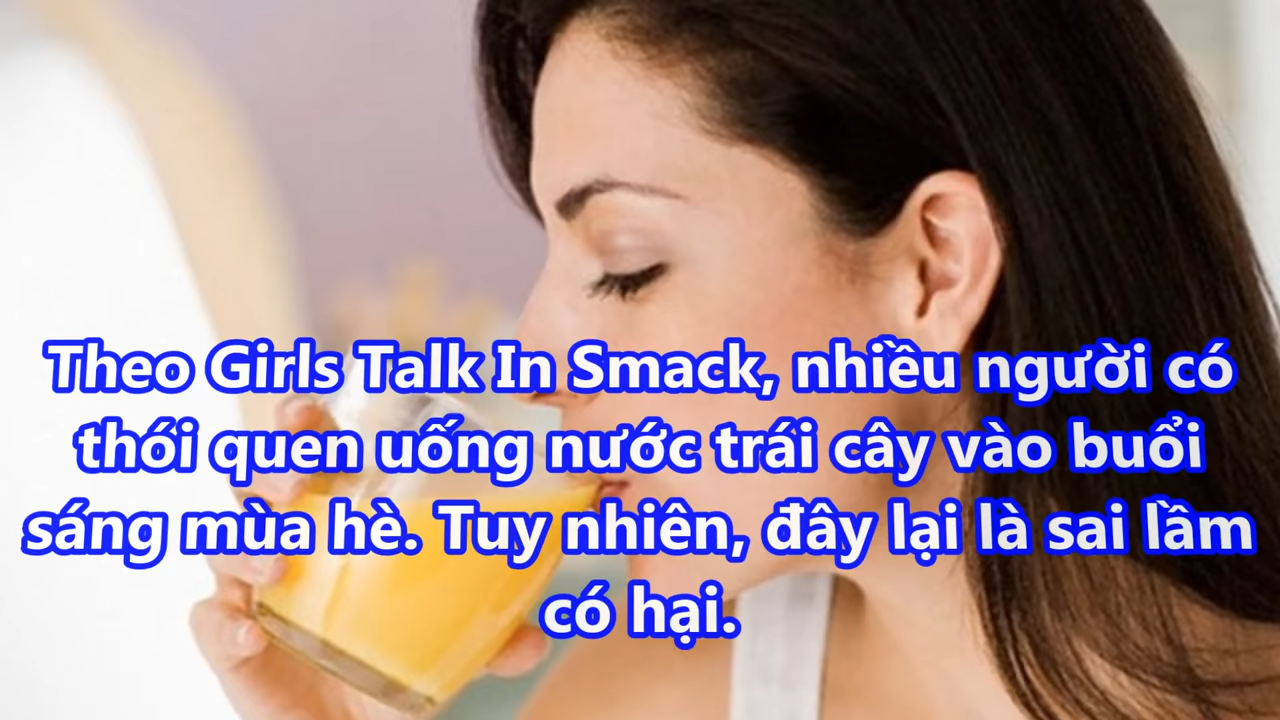 Theo Girls Talk In Smack, nhiều người có
thói quen uống nước trái cây vào buổi
sáng mùa hè. Tuy nhiên, đây lại là sai lầm
có hại.